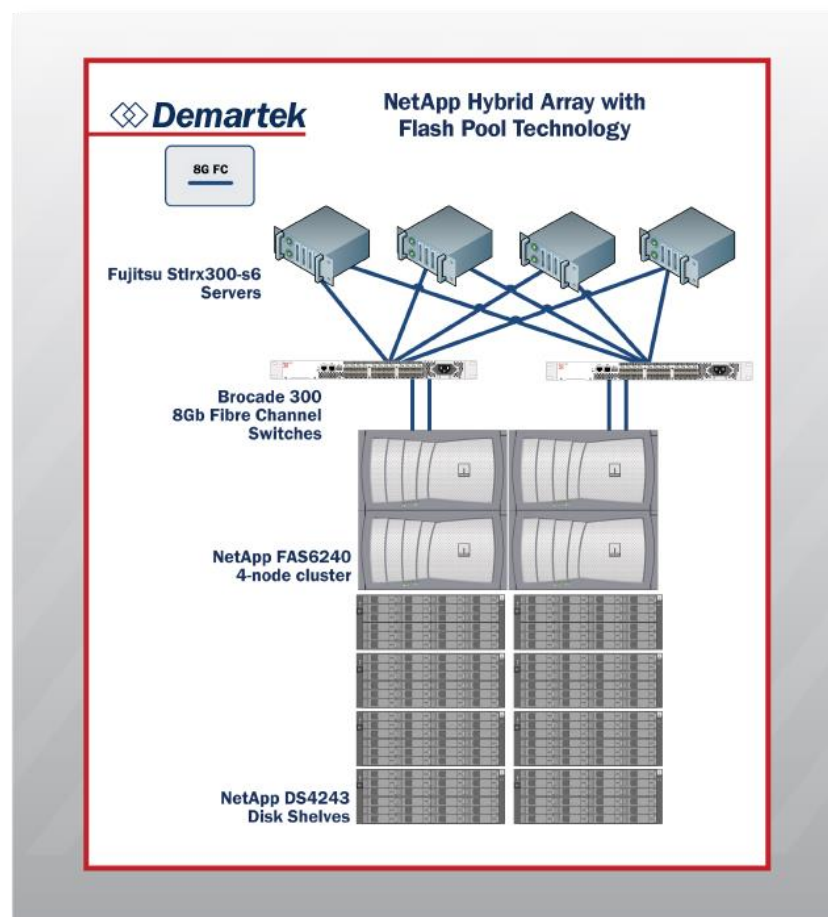 Demartek
NetApp Hybrid Array with
Flash Pool Technology
8G FC
Fujitsu Stlrx300-s6
Servers
Brocade 300
8Gb Fibre Channel
Switches
NetApp FAS6240
4-node cluster
NetApp DS4243
Disk Shelves